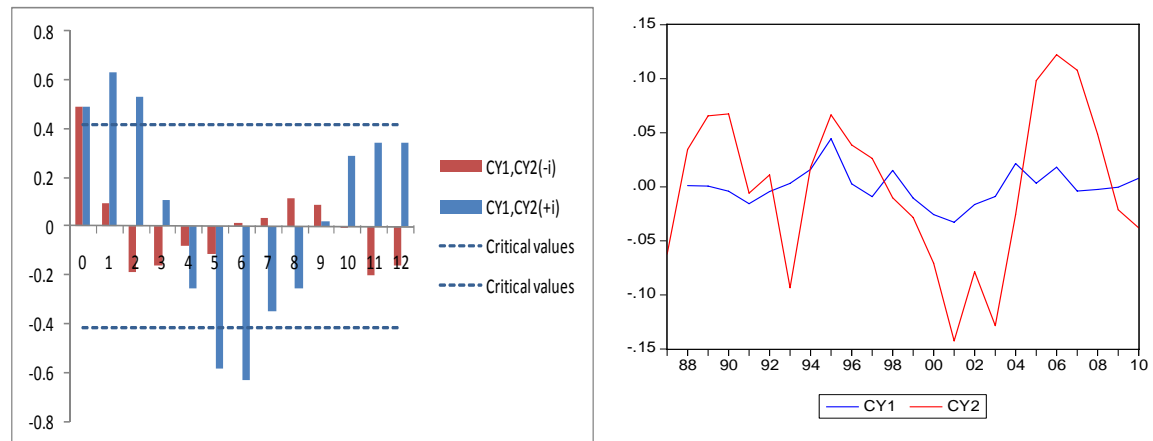 0.8
0.6
0.4
0.2
0
-0.2
-0.4
-0.6
-0.8
0 1 2 3 4 5 6 7 8 9 10 11 12
CY1,CY2(-i)
CY1,CY2(+i)
Critical values
Critical values
.15
.10
.05
.00
-.05
-.10
-.15
88 90 92 94 96 98 00 02 04 06 08 10
CY1 CY2